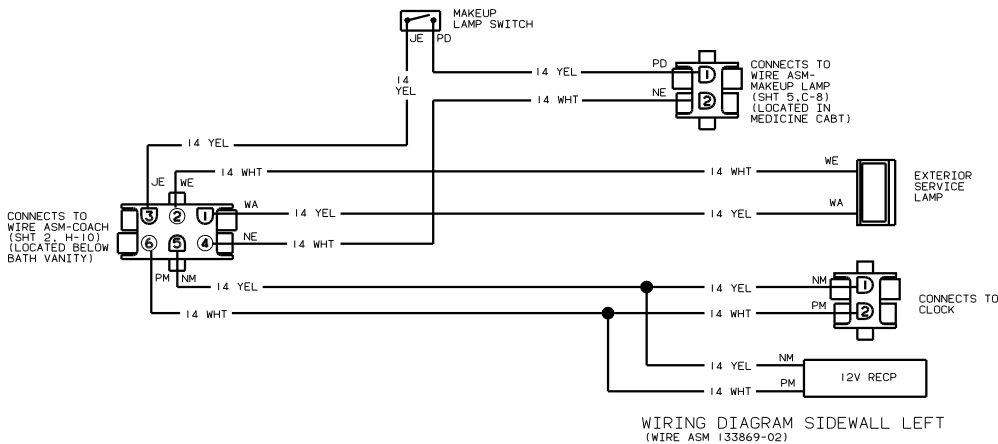 MAKEUP
LAMP SWITCH
JE PD
14
YEL
PD
14 YEL
NE
14 WHT
1
2
CONNECTS TO
WIRE ASM-
MAKEUP LAMP
(SHT 5,C-8)
(LOCATED IN
MEDICINE CABT)
14 YEL
14 WHT
14 WHT
WE
JE WE
WA
14 YEL
14 YEL
WA
EXTERIOR
SERVICE
LAMP
CONNECTS TO
WIRE ASM-COACH
(SHT 2, H-10)
(LOCATED BELOW
BATH VANITY)
3 2 1
6 5 4
NE
14 WHT
PM NM
14 YEL
14 YEL
NM
14 WHT
14 WHT
PM
1
2
CONNECTS TO
CLOCK
14 YEL
NM
14 WHT
PM
12V RECP
WIRING DIAGRAM SIDEWALL LEFT
(WIRE ASM 133869-02)